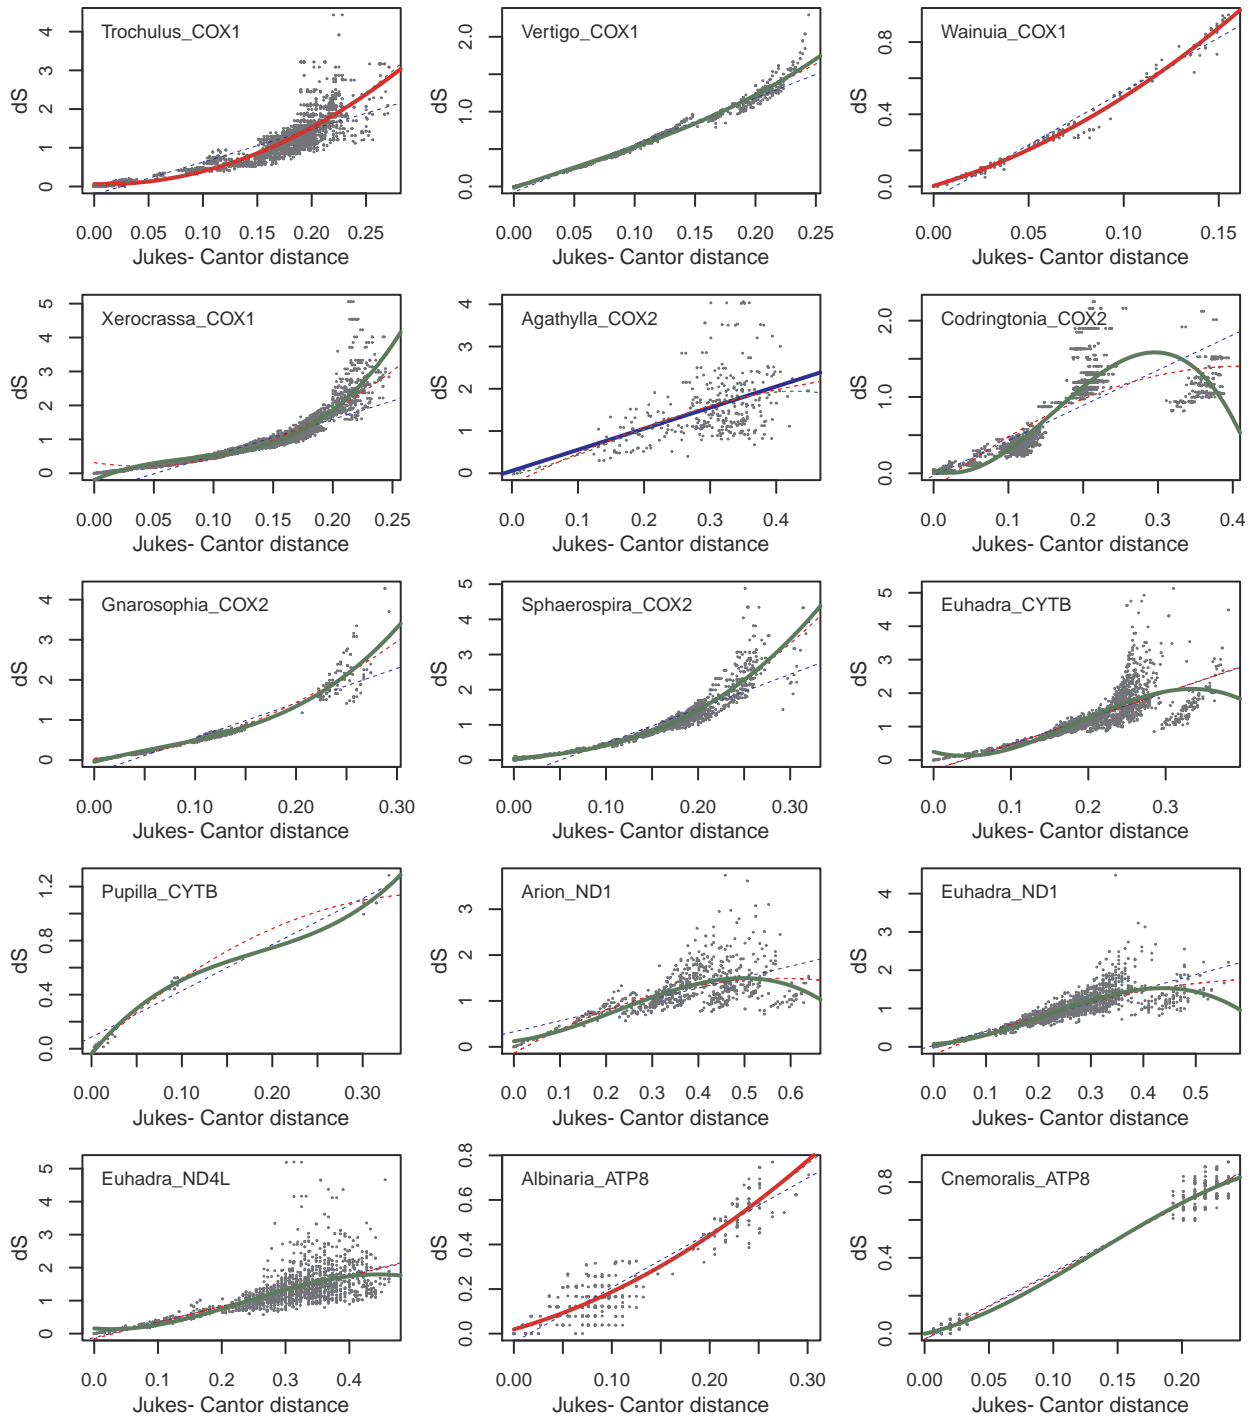 Trochulus_COX1
dS
0 1 2 3 4
0.00 0.10 0.15 0.20 0.25
Jukes- Cantor distance
Vertigo_COX1
dS
0.0 1.0 2.0
0.00 0.05 0.10 0.15 0.20 0.25
Jukes- Cantor distance
Wainuia_COX1
dS
0.0 0.4 0.8
0.00 0.05 0.10 0.15
Jukes- Cantor distance
Xerocrassa_COX1
dS
0 1 2 3 4 5
0.00 0.05 0.10 0.15 0.20 0.25
Jukes- Cantor distance
Agathylla_COX2
dS
0 1 2 3 4
0.0 0.1 0.2 0.3 0.4
Jukes- Cantor distance
Codringtonia_COX2
dS
0.0 1.0 2.0
0.0 0.1 0.2 0.3 0.4
Jukes- Cantor distance
Gnarosophia_COX2
dS
0 1 2 3 4
0.00 0.10 0.20 0.30
Jukes- Cantor distance
Sphaerospira_COX2
dS
0 1 2 3 4 5
0.00 0.10 0.20 0.30
Jukes- Cantor distance
Euhadra_CYTB
dS
0 1 2 3 4 5
0.0 0.1 0.2 0.3
Jukes- Cantor distance
Pupilla_CYTB
dS
0.0 0.4 0.8 1.2
0.00 0.10 0.20 0.30
Jukes- Cantor distance
Arion_ND1
dS
0 1 2 3
0.0 0.1 0.2 0.3 0.4 0.5 0.6
Jukes- Cantor distance
Euhadra_ND1
dS
0 1 2 3 4
0.0 0.1 0.2 0.3 0.5
Jukes- Cantor distance
Euhadra_ND4L
dS
0 1 2 3 4 5
0.0 0.1 0.2 0.3 0.4
Jukes- Cantor distance
Albinaria_ATP8
dS
0.0 0.2 0.4 0.6 0.8
0.00 0.10 0.20 0.30
Jukes- Cantor distance
Cnemoralis_ATP8
dS
0.0 0.4 0.8
0.00 0.05 0.10 0.20
Jukes- Cantor distance